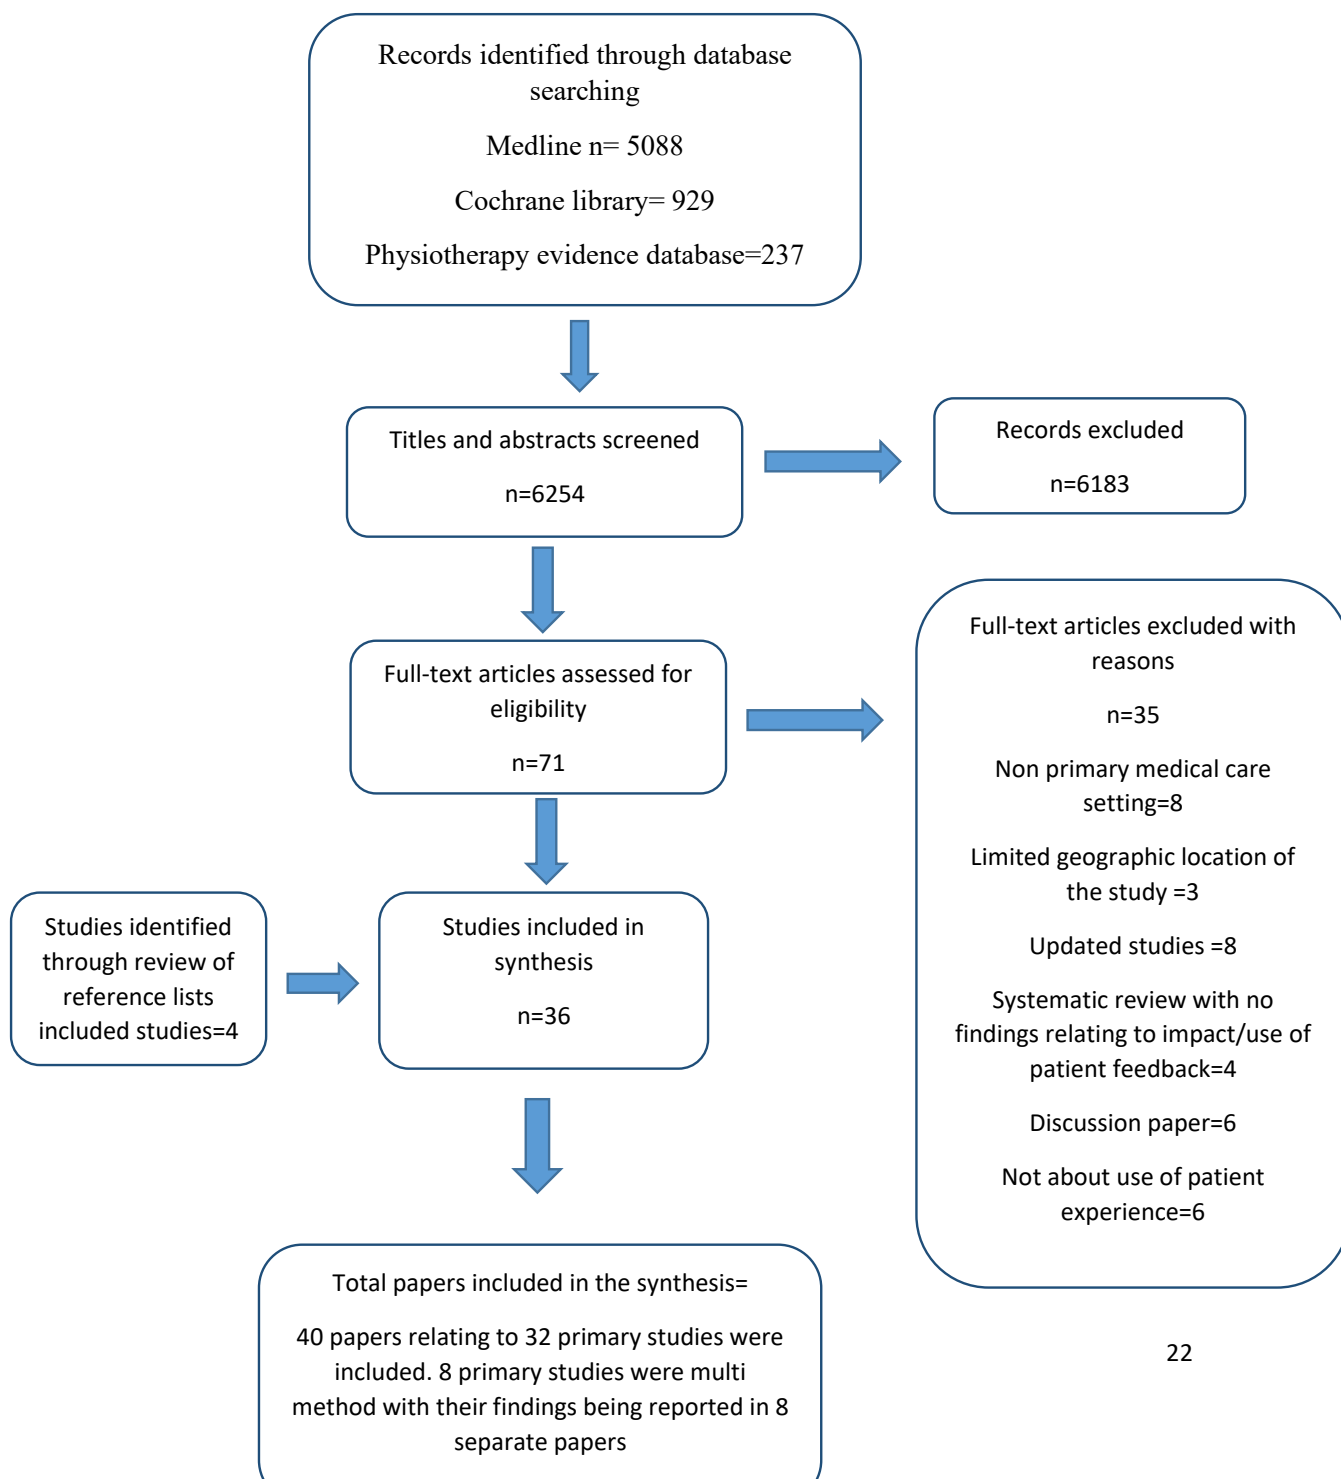 Records identified through database
searching
Medline n= 5088
Cochrane library= 929
Physiotherapy evidence database=237
Titles and abstracts screened
n=6254
Records excluded
n=6183
Full-text articles assessed for
eligibility
n=71
Full-text articles excluded with
reasons
n=35
Non primary medical care
setting=8
Limited geographic location of
the study =3
Updated studies =8
Systematic review with no
findings relating to impact/use of
patient feedback=4
Discussion paper=6
Not about use of patient
experience=6
Studies identified
through review of
reference lists
included studies=4
Studies included in
synthesis
n=36
Total papers included in the synthesis=
40 papers relating to 32 primary studies were
included. 8 primary studies were multi
method with their findings being reported in 8
separate papers
22